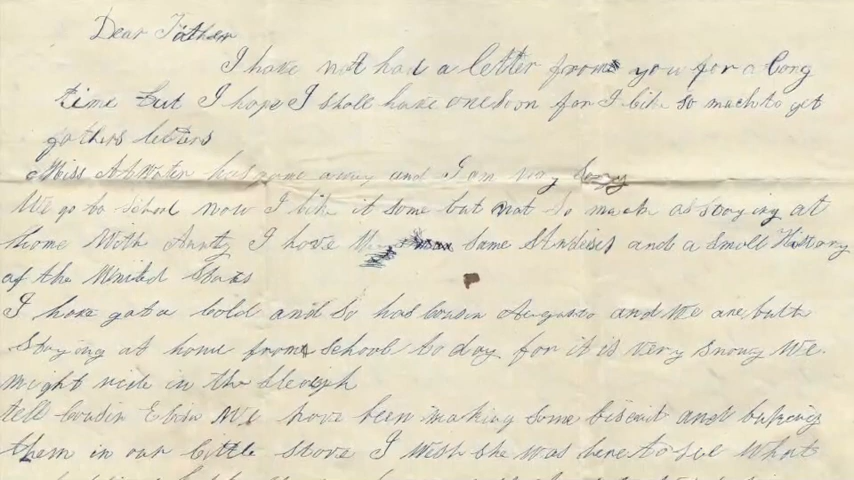 Dear Father
I have not had a letter from you for a long
time but I hope I shall have one soon for I like so much to get
fathers letters
Miss Atwater has gone away and I am very Sorry
We go to School now I like it some but not so much as staying at
home With Aunty I have same Studies and a Small History
of the United States
I have got a Cold and So has Cousin Augusta and We are both
Staying at home from school to day for it is very Snowy We
might ride in the Sleigh
tell Cousin Eliza We have been making some biscuit and baking
them in our little stove I wish she was here to see what